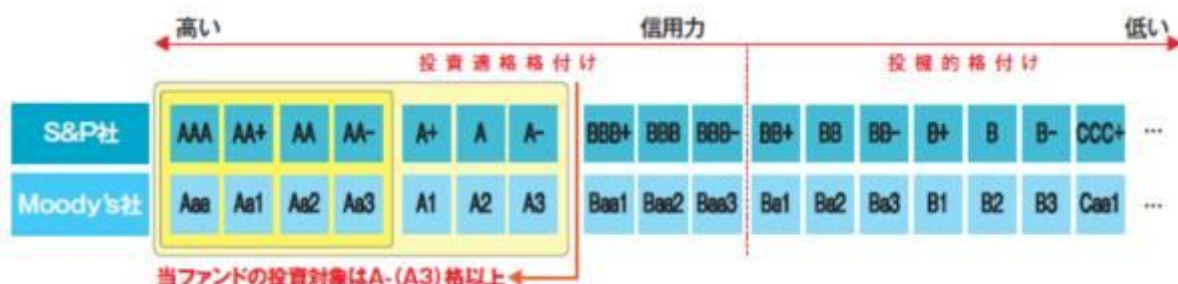 高い 信用力 低い
投資適格格付け 投機的格付け
S&P社 AAA AA+ AA AA- A+ A A- BBB+ BBB BBB- BB+ BB BB- B+ B B- CCC+ …
Moody's社 Aaa Aa1 Aa2 Aa3 A1 A2 A3 Baa1 Baa2 Baa3 Ba1 Ba2 Ba3 B1 B2 B3 Caa1 …
当ファンドの投資対象はA-(A3)格以上